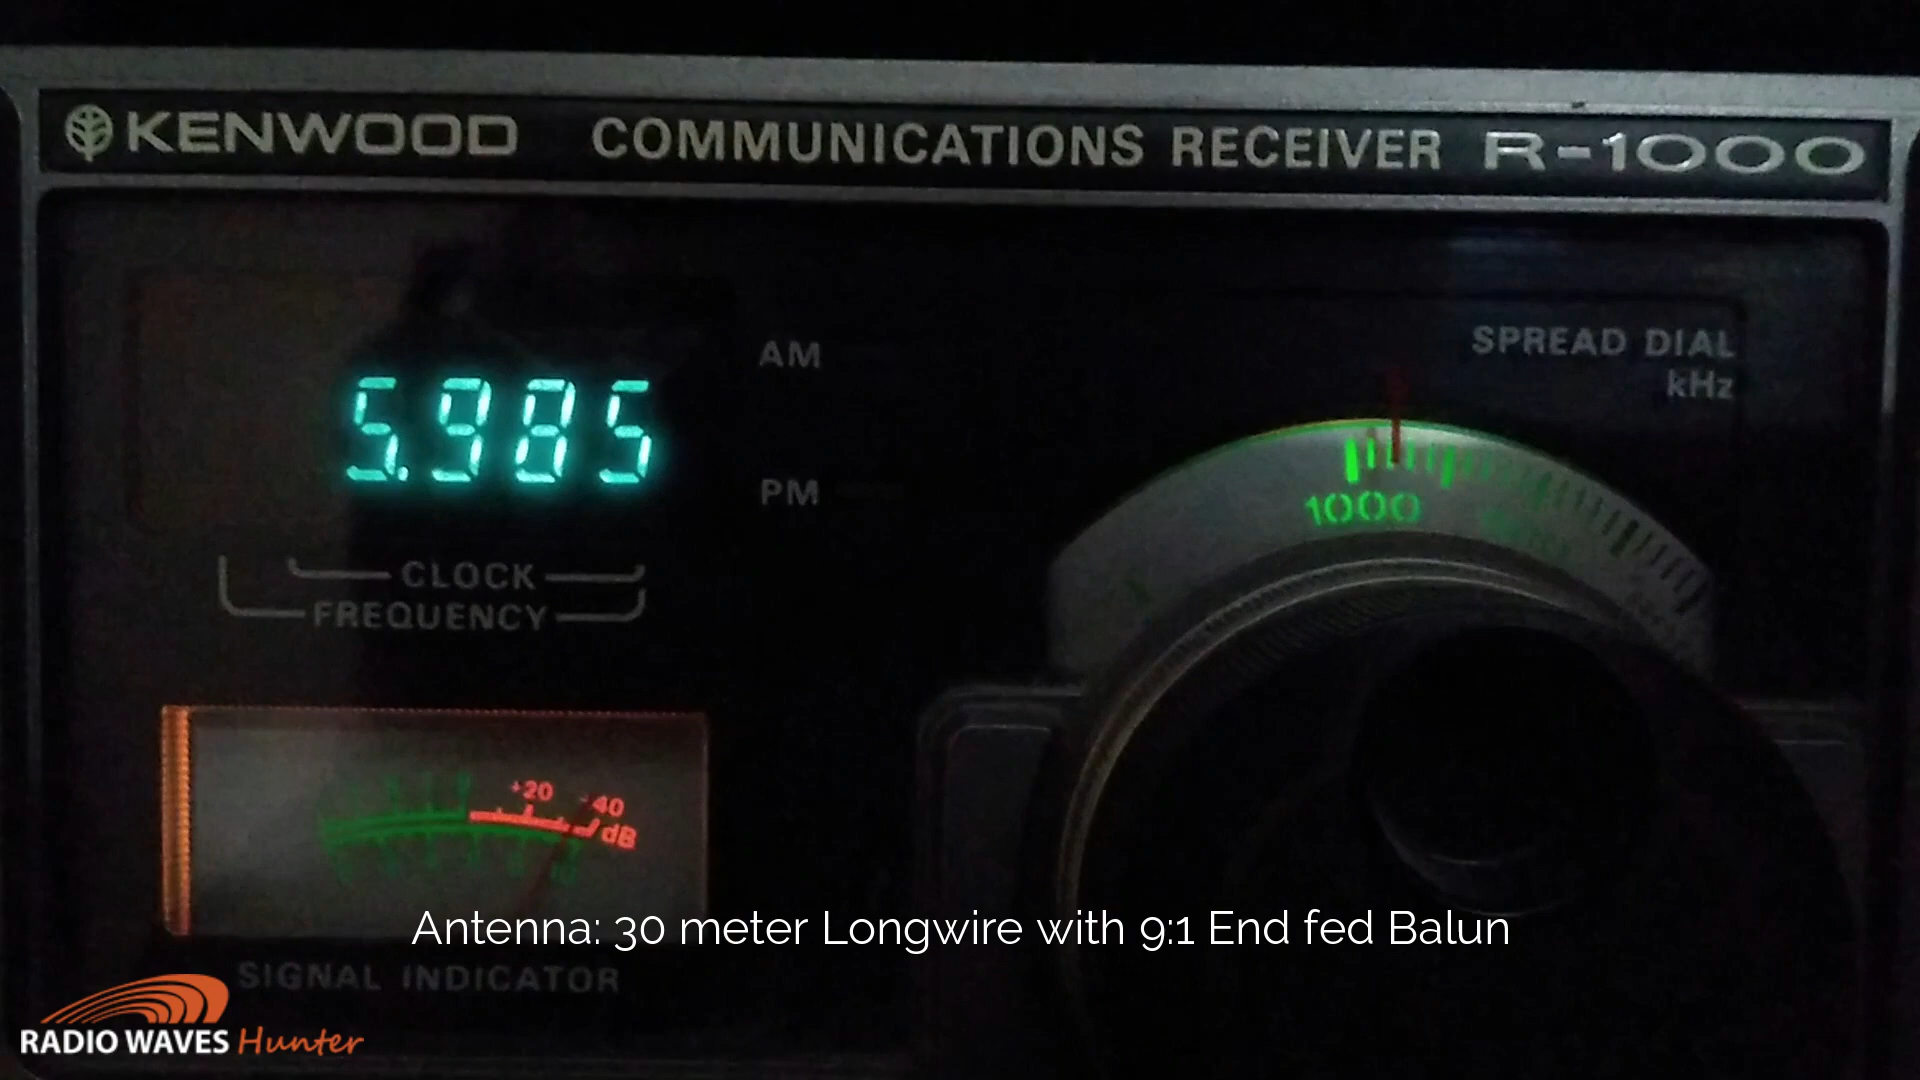 KENWOOD COMMUNICATIONS RECEIVER R-1000
SPREAD DIAL
kHz
AM
5.985
PM
1000
CLOCK
FREQUENCY
+20 40
dB
Antenna: 30 meter Longwire with 9:1 End fed Balun
SIGNAL INDICATOR
RADIO WAVES Hunter